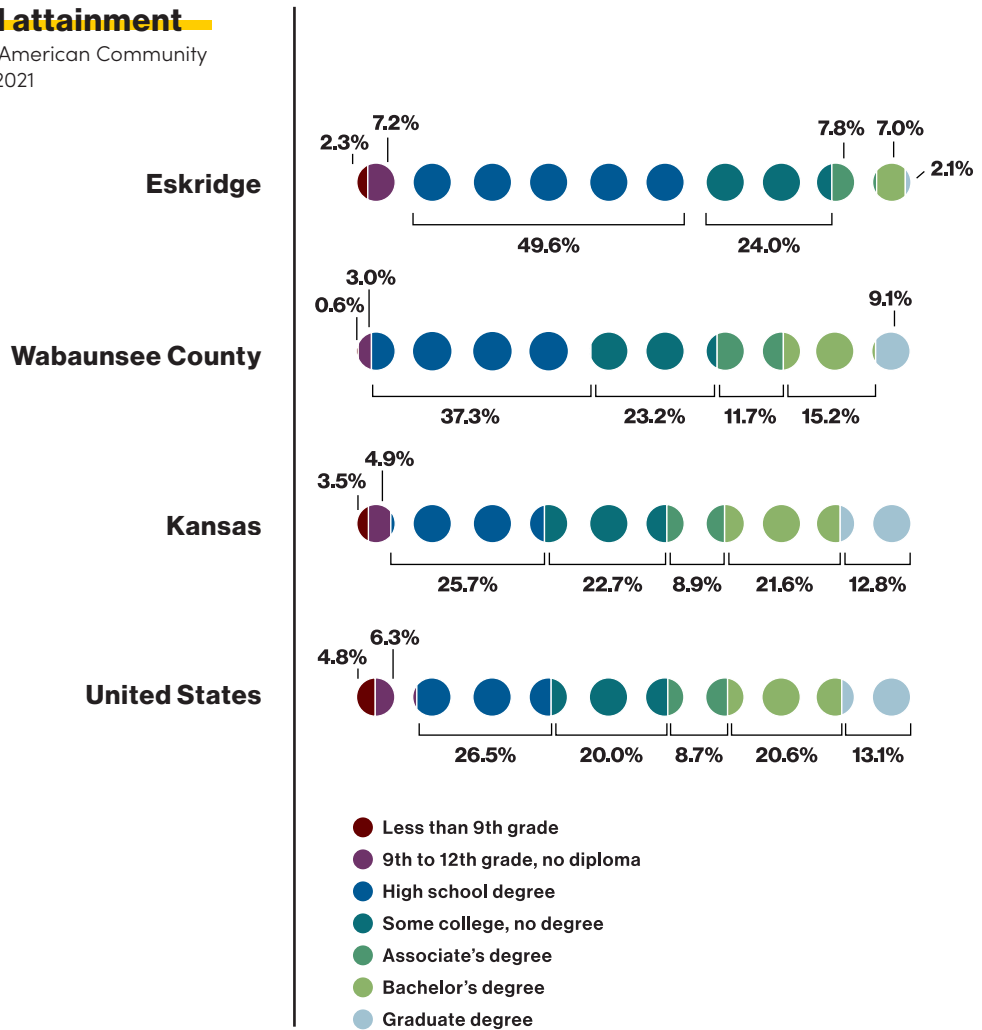 attainment
American Community
2021
7.2%
2.3%
7.8% 7.0%
2.1%
Eskridge
49.6%
24.0%
3.0%
0.6%
9.1%
Wabaunsee County
37.3%
23.2%
11.7%
15.2%
4.9%
3.5%
Kansas
25.7%
22.7%
8.9%
21.6%
12.8%
6.3%
4.8%
United States
26.5%
20.0%
8.7%
20.6%
13.1%
Less than 9th grade
9th to 12th grade, no diploma
High school degree
Some college, no degree
Associate's degree
Bachelor's degree
Graduate degree